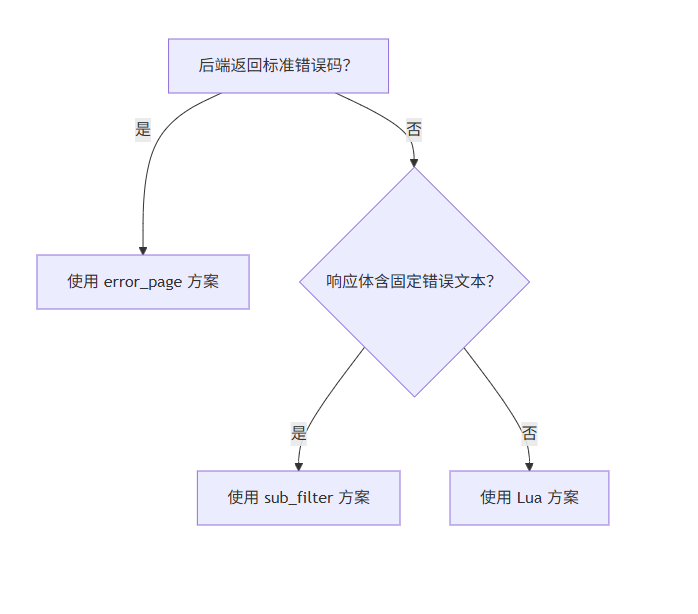 后端返回标准错误码？
是
否
使用 error_page 方案
响应体含固定错误文本？
是
否
使用 sub_filter 方案
使用 Lua 方案